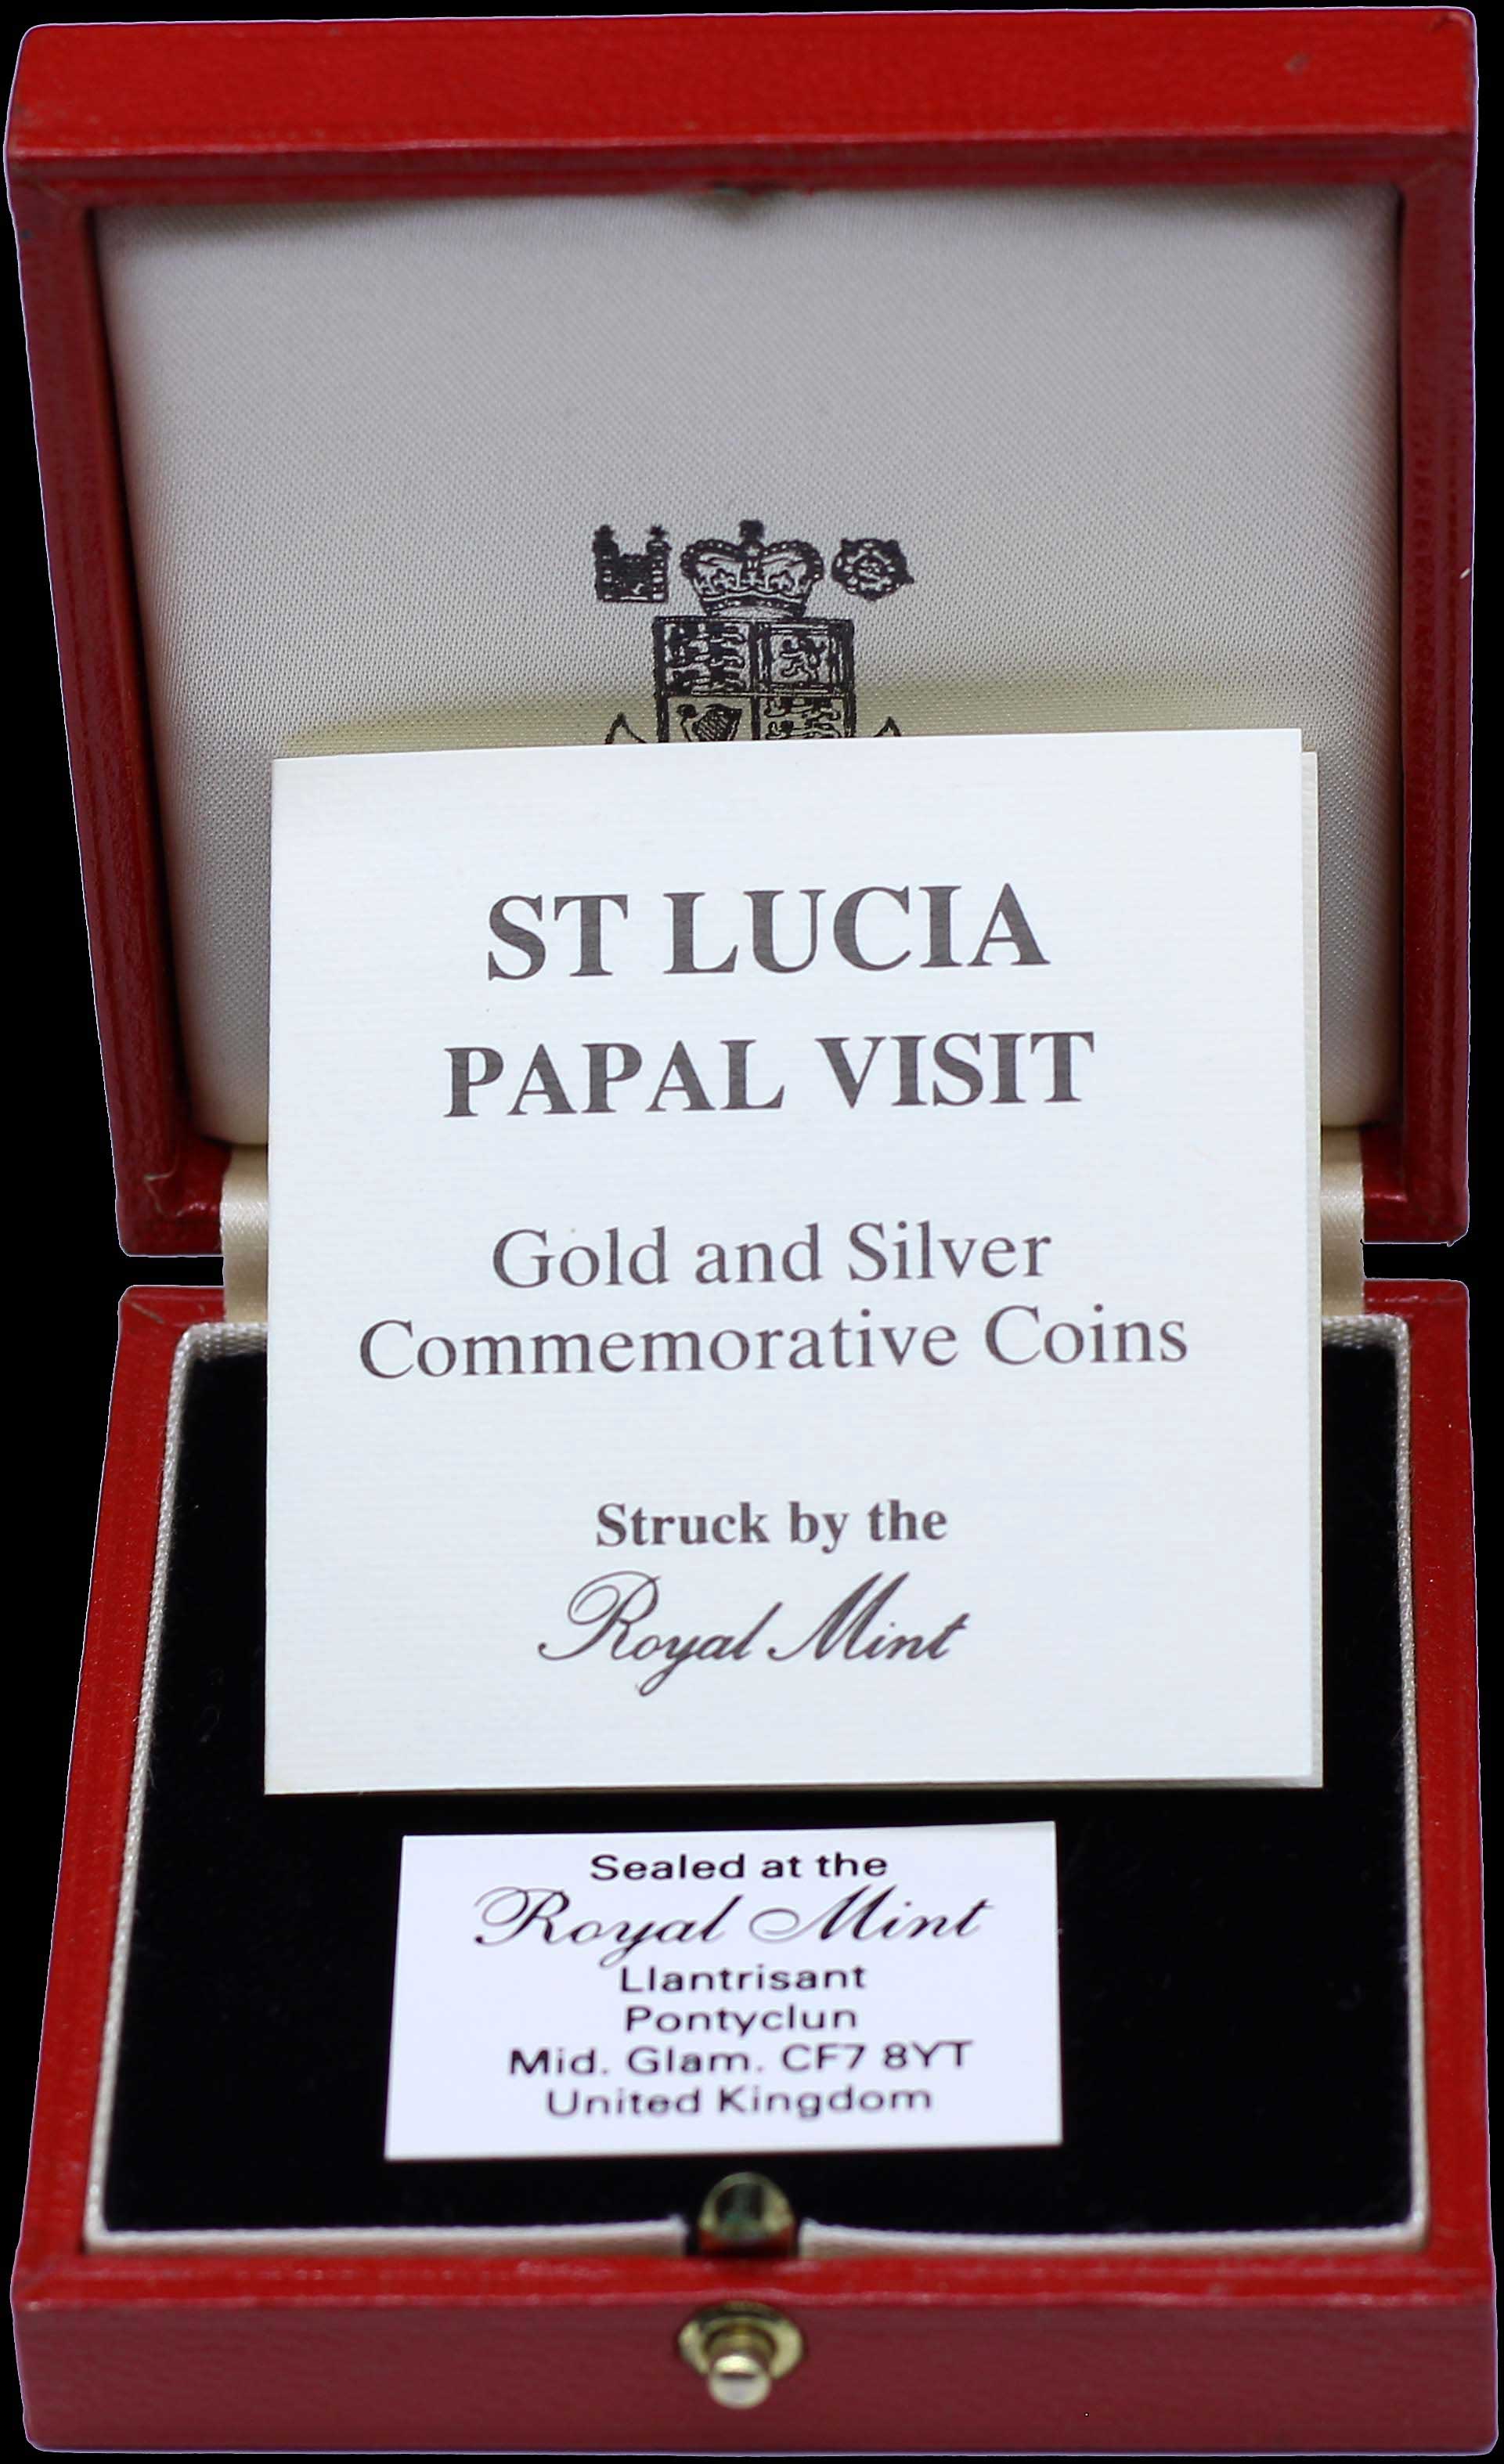 ST LUCIA
PAPAL VISIT
Gold and Silver
Commemorative Coins
Struck by the
Royal Mint
Sealed at the
Royal Mint
Llantrisant
Pontyclun
Mid. Glam. CF7 8YT
United Kingdom